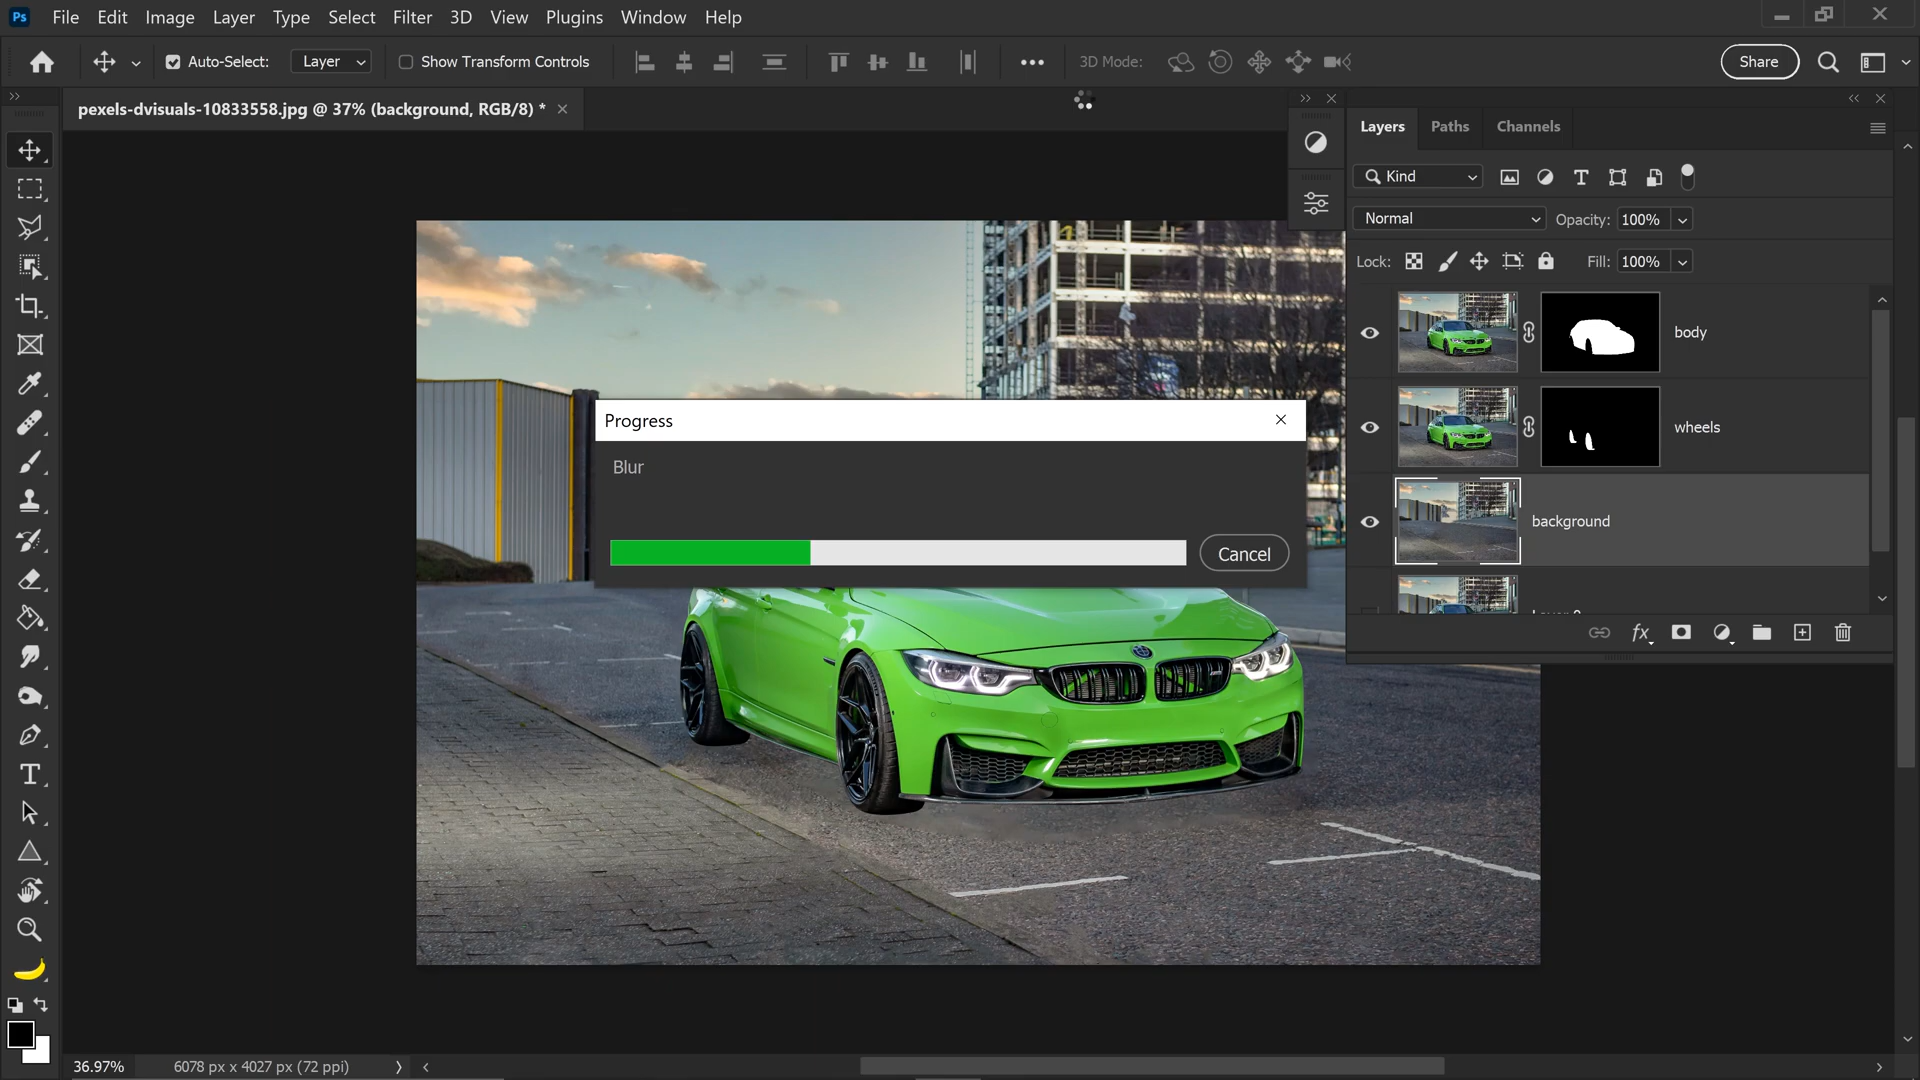 Ps File Edit Image Layer Type Select Filter 3D View Plugins Window Help
Auto-Select: Layer Show Transform Controls 3D Mode: Share
pexels-dvisuals-10833558.jpg @ 37% (background, RGB/8) *
Layers Paths Channels
Kind
Normal Opacity: 100%
Lock: Fill: 100%
body
wheels
background
Progress
Blur
Cancel
36.97% 6078 px x 4027 px (72 ppi)